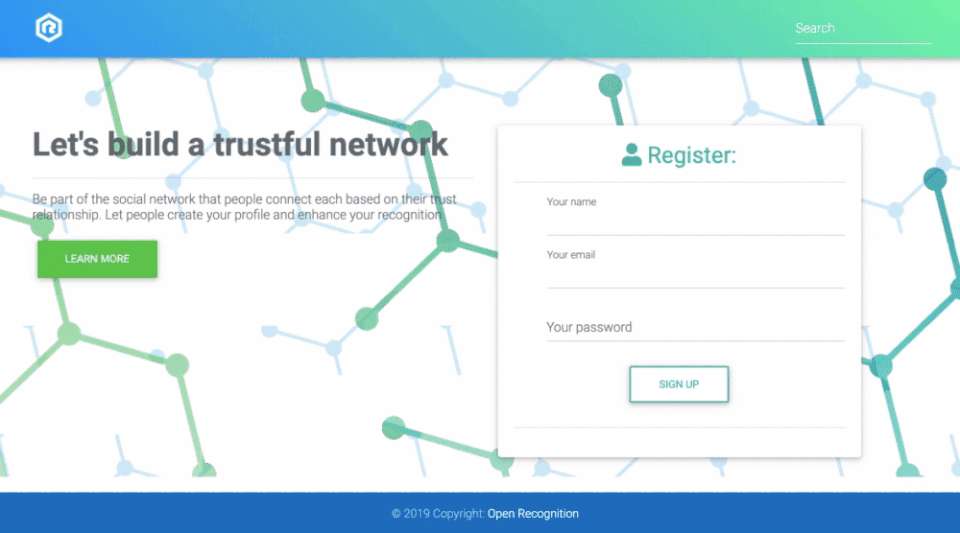 Search
Let's build a trustful network
Be part of the social network that people connect each based on their trust
relationship. Let people create your profile and enhance your recognition
LEARN MORE
Register:
Your name
Your email
Your password
SIGN UP
© 2019 Copyright: Open Recognition